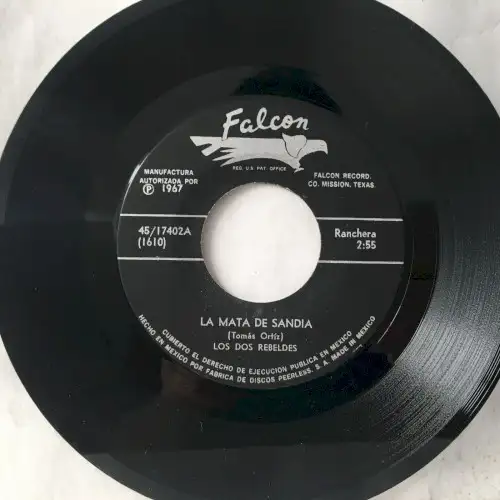 Falcon
REG. U.S. PAT. OFFICE
MANUFACTURA
AUTORIZADA POR
Ⓟ 1967
FALCON RECORD.
CO. MISSION, TEXAS.
45/17402A
(1610)
Ranchera
2:55
LA MATA DE SANDIA
(Tomás Ortíz)
LOS DOS REBELDES
CUBIERTO EL DERECHO DE EJECUCION PUBLICA EN MEXICO
HECHO EN MEXICO POR FABRICA DE DISCOS PEERLESS, S. A. MADE IN MEXICO